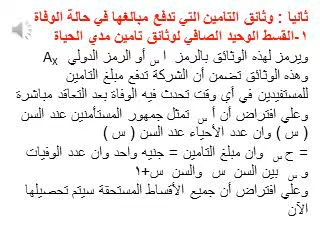 ثانيا : وثائق التامين التي تدفع مبالغها في حالة الوفاة
١-القسط الوحيد الصافي لوثائق تامين مدي الحياة
ويرمز لهذه الوثائق بالرمز ا س أو الرمز الدولي AX
وهذه الوثائق تضمن أن الشركة تدفع مبلغ التامين
للمستفيدين في أي وقت تحدث فيه الوفاة بعد التعاقد مباشرة
وعلي افتراض أن أ س تمثل جمهور المستأمنين عند السن
( س ) وان عدد الأحياء عند السن ( س )
= ح س وان مبلغ التامين = جنيه واحد وان عدد الوفيات
و س بين السن س والسن س+١
وعلي افتراض أن جميع الأقساط المستحقة سيتم تحصيلها
الآن